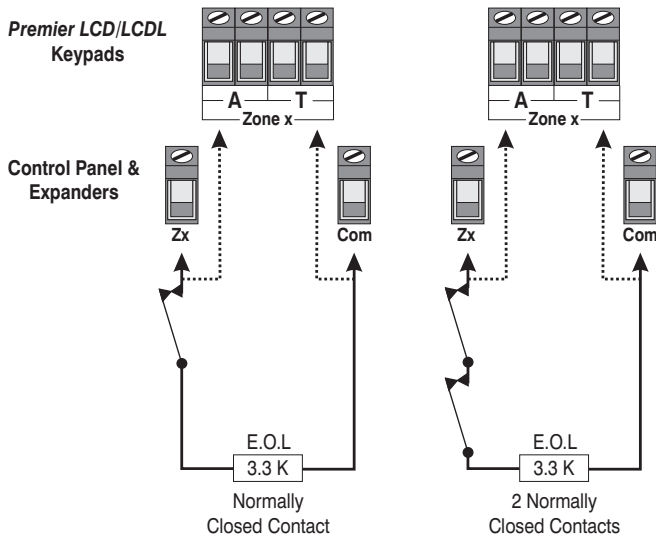 Premier LCD/LCDL
Keypads
A T
Zone x
A T
Zone x
Control Panel &
Expanders
Zx Com
Zx Com
E.O.L
3.3 K
Normally
Closed Contact
E.O.L
3.3 K
2 Normally
Closed Contacts